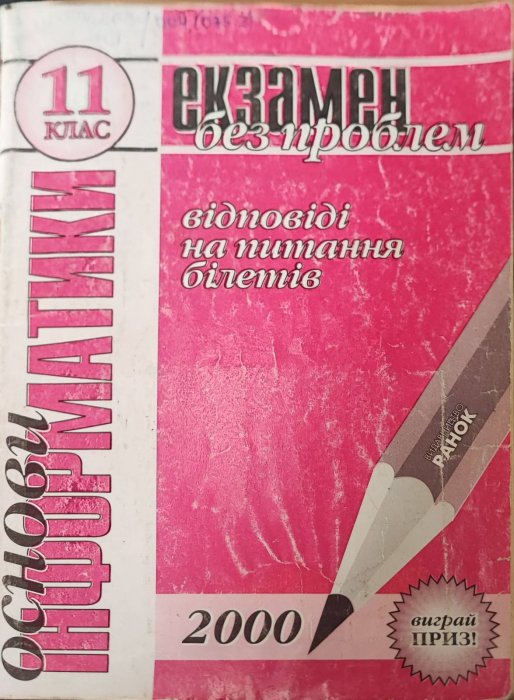 11
КЛАС
екзамен
без проблем
відповіді
на питання
білетів
основи
ІНФОРМАТИКИ
ВИДАВНИЦТВО
РАНОК
2000
виграй
ПРИЗ!